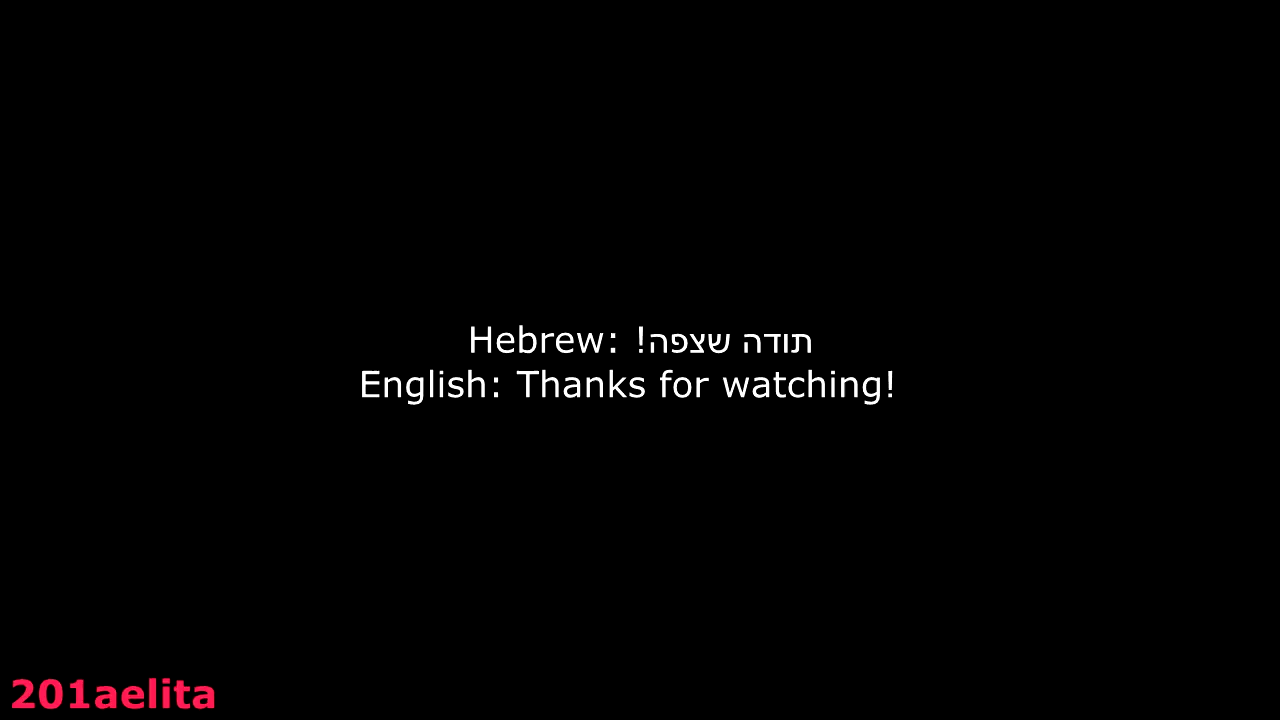 Hebrew: תודה שצפה!
English: Thanks for watching!
201aelita